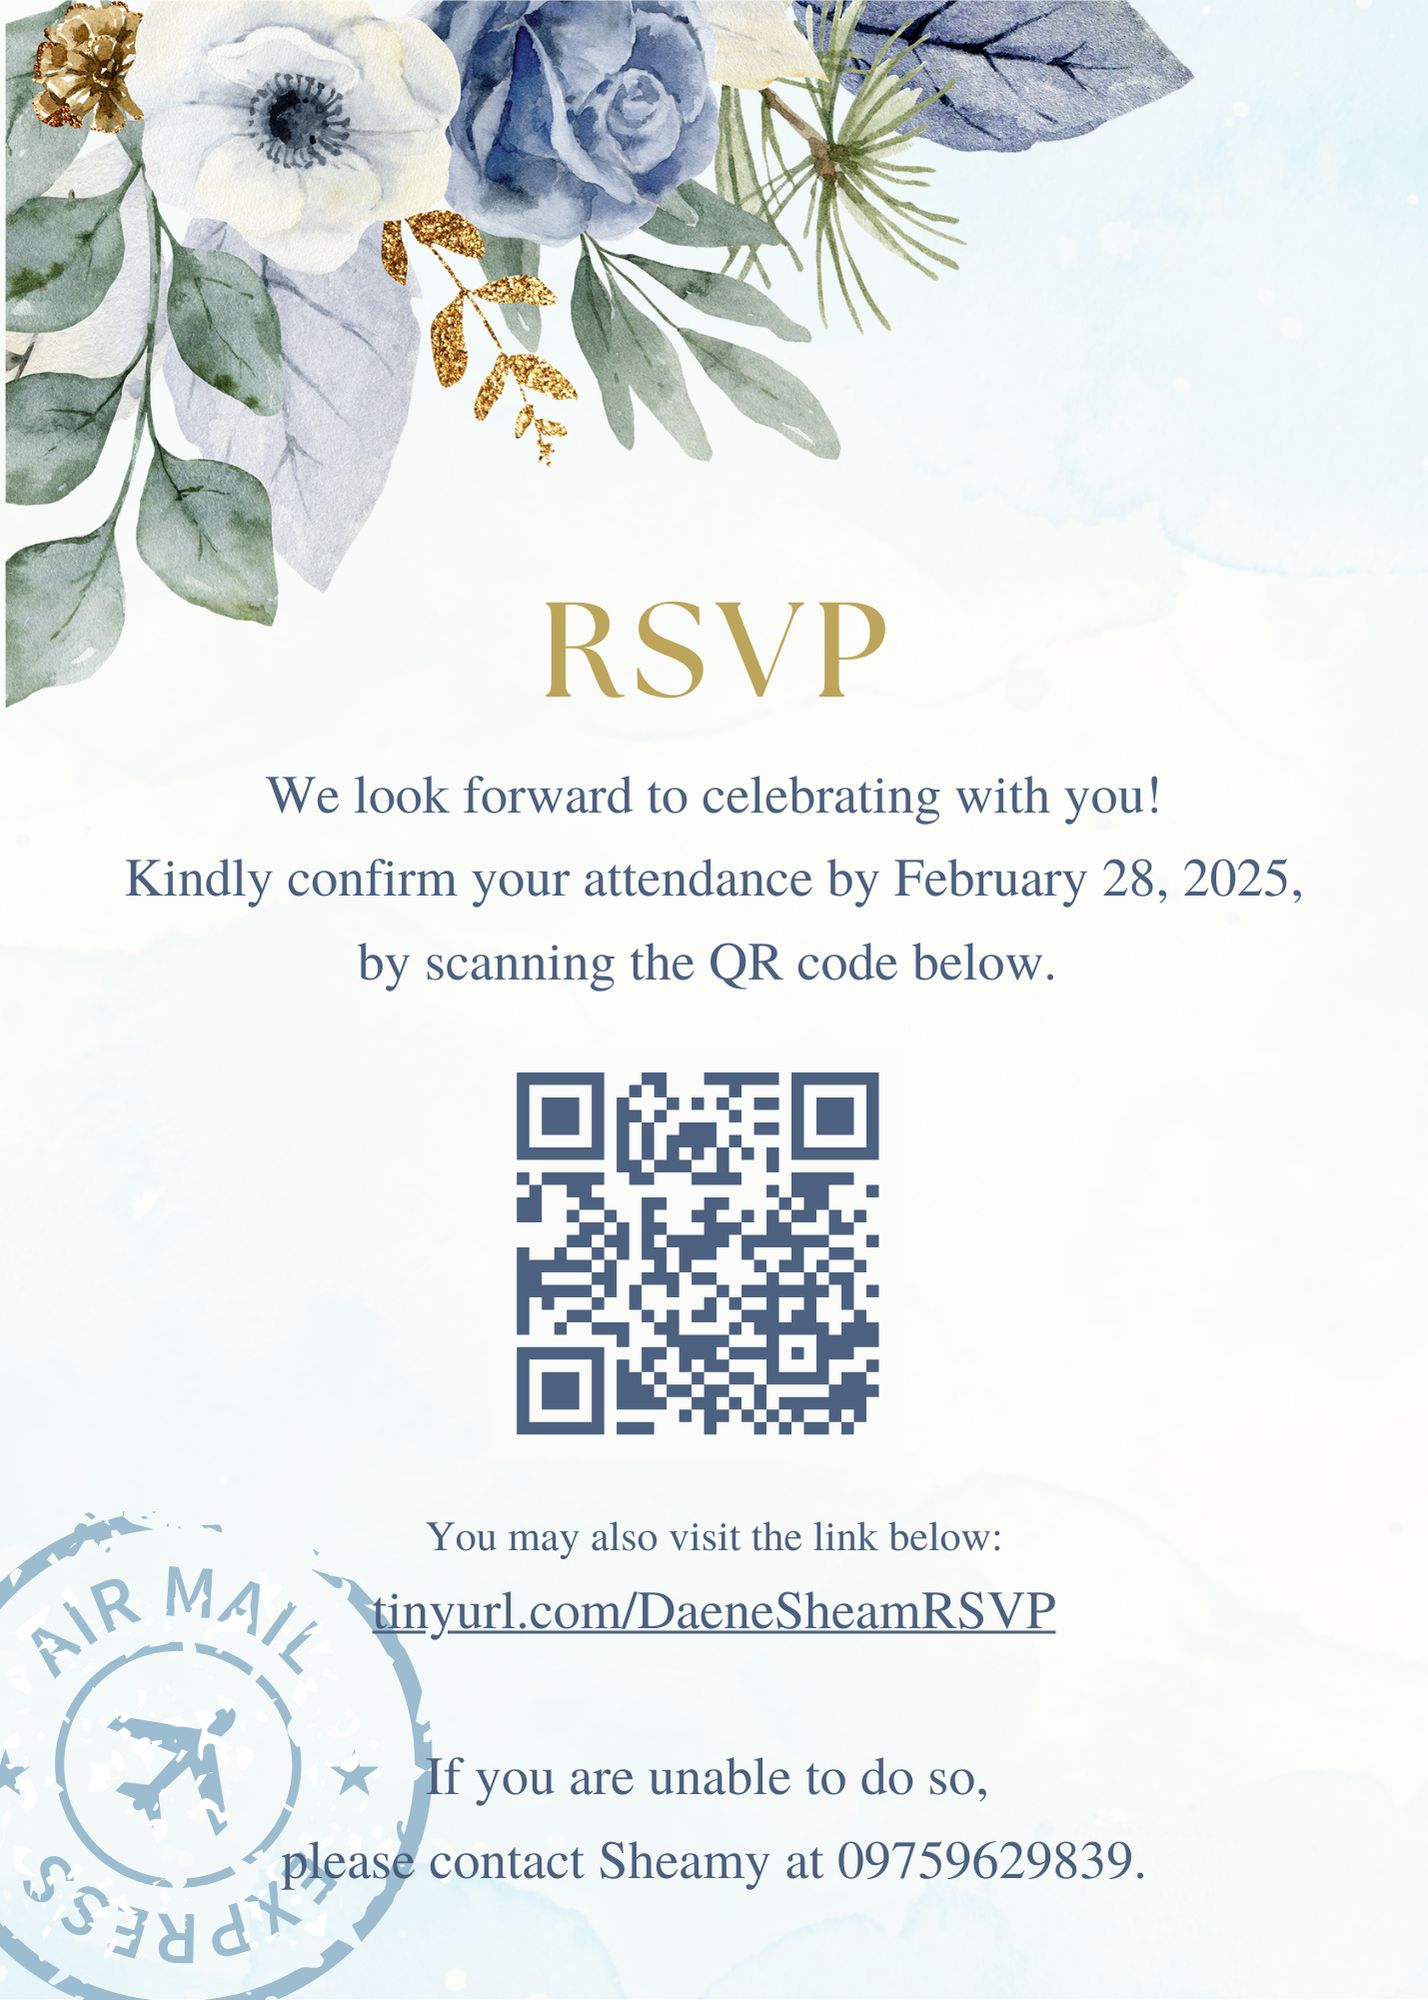 RSVP
We look forward to celebrating with you!
Kindly confirm your attendance by February 28, 2025,
by scanning the QR code below.
You may also visit the link below:
tinyurl.com/DaeneSheamRSVP
AIR MAIL
If you are unable to do so,
please contact Sheamy at 09759629839.
EXPRESS